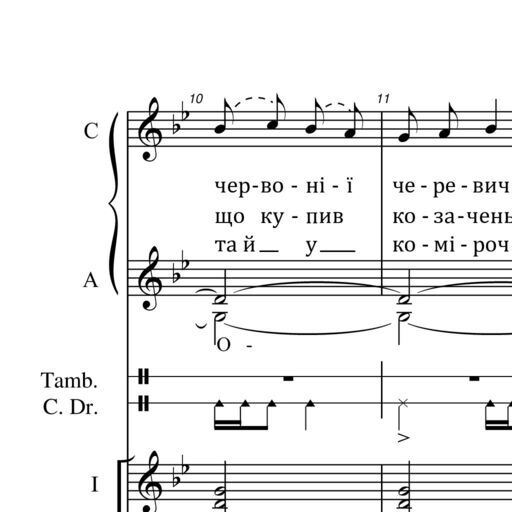 10 11
C
чер-во - ні - ї че - ре - вич
що ку - пив ко - за-чень
та й__ у___ ко - мі - роч
A
О -
Tamb.
C. Dr.
I